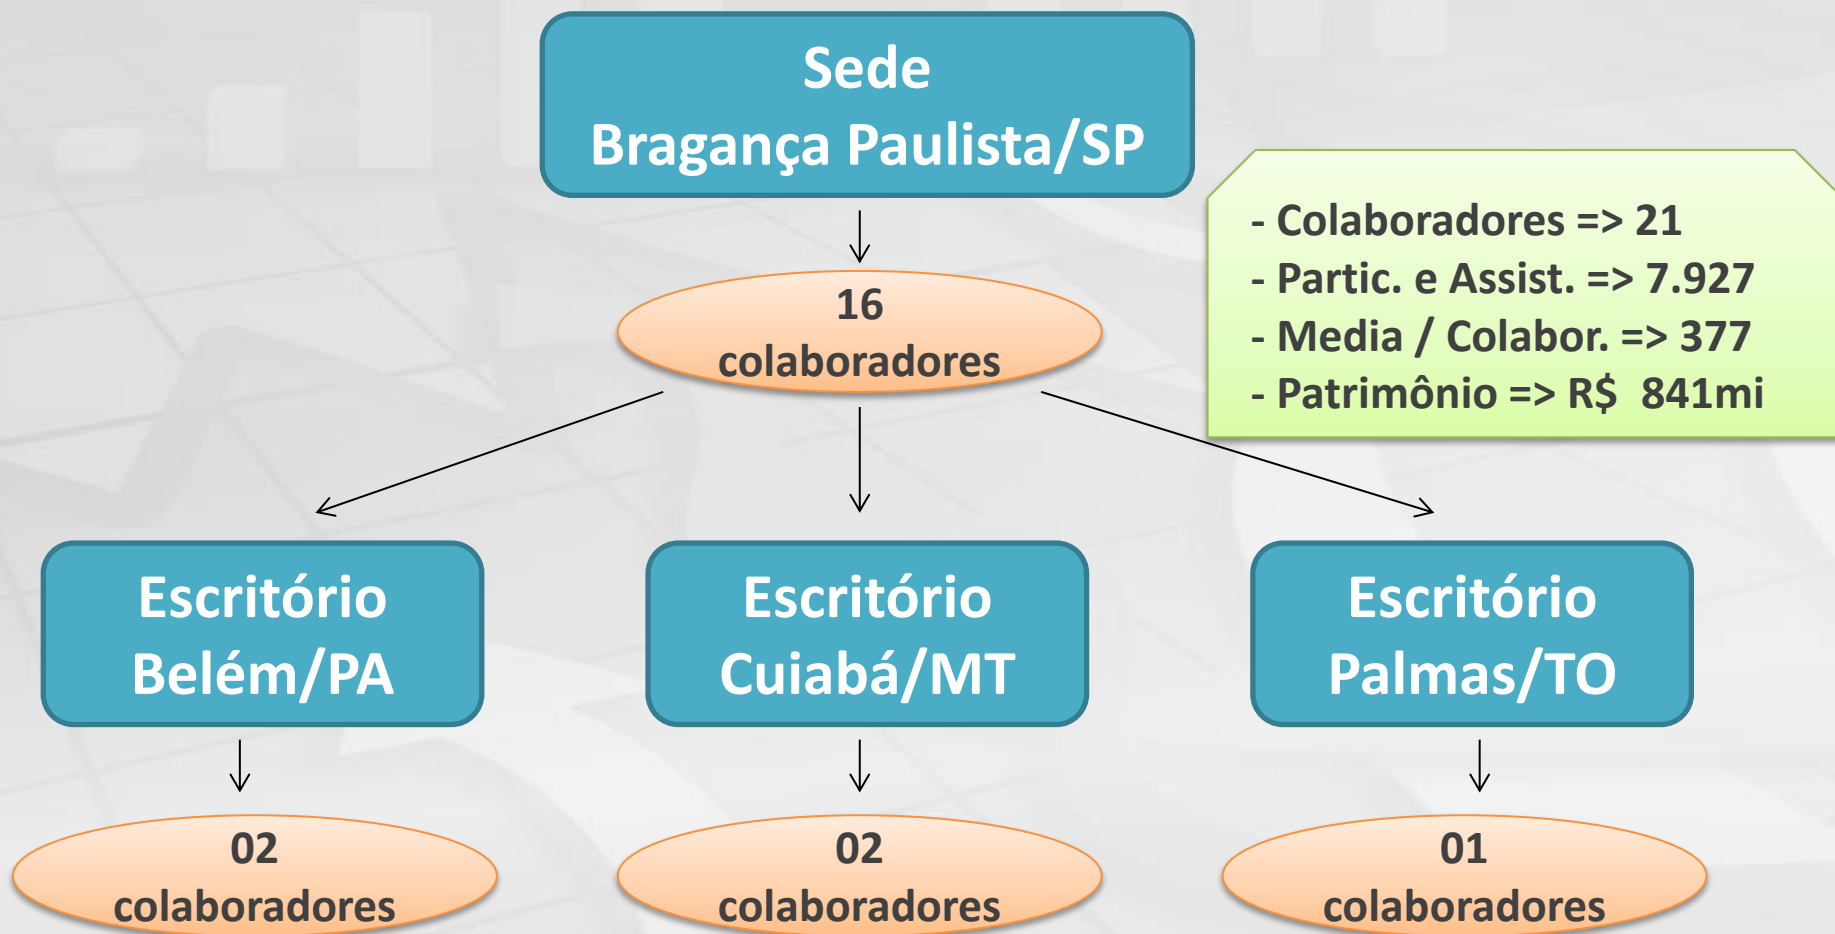 Sede
Bragança Paulista/SP
- Colaboradores => 21
- Partic. e Assist. => 7.927
- Media / Colabor. => 377
- Patrimônio => R$  841mi
16
colaboradores
Escritório
Belém/PA
Escritório
Cuiabá/MT
Escritório
Palmas/TO
02
colaboradores
02
colaboradores
01
colaboradores